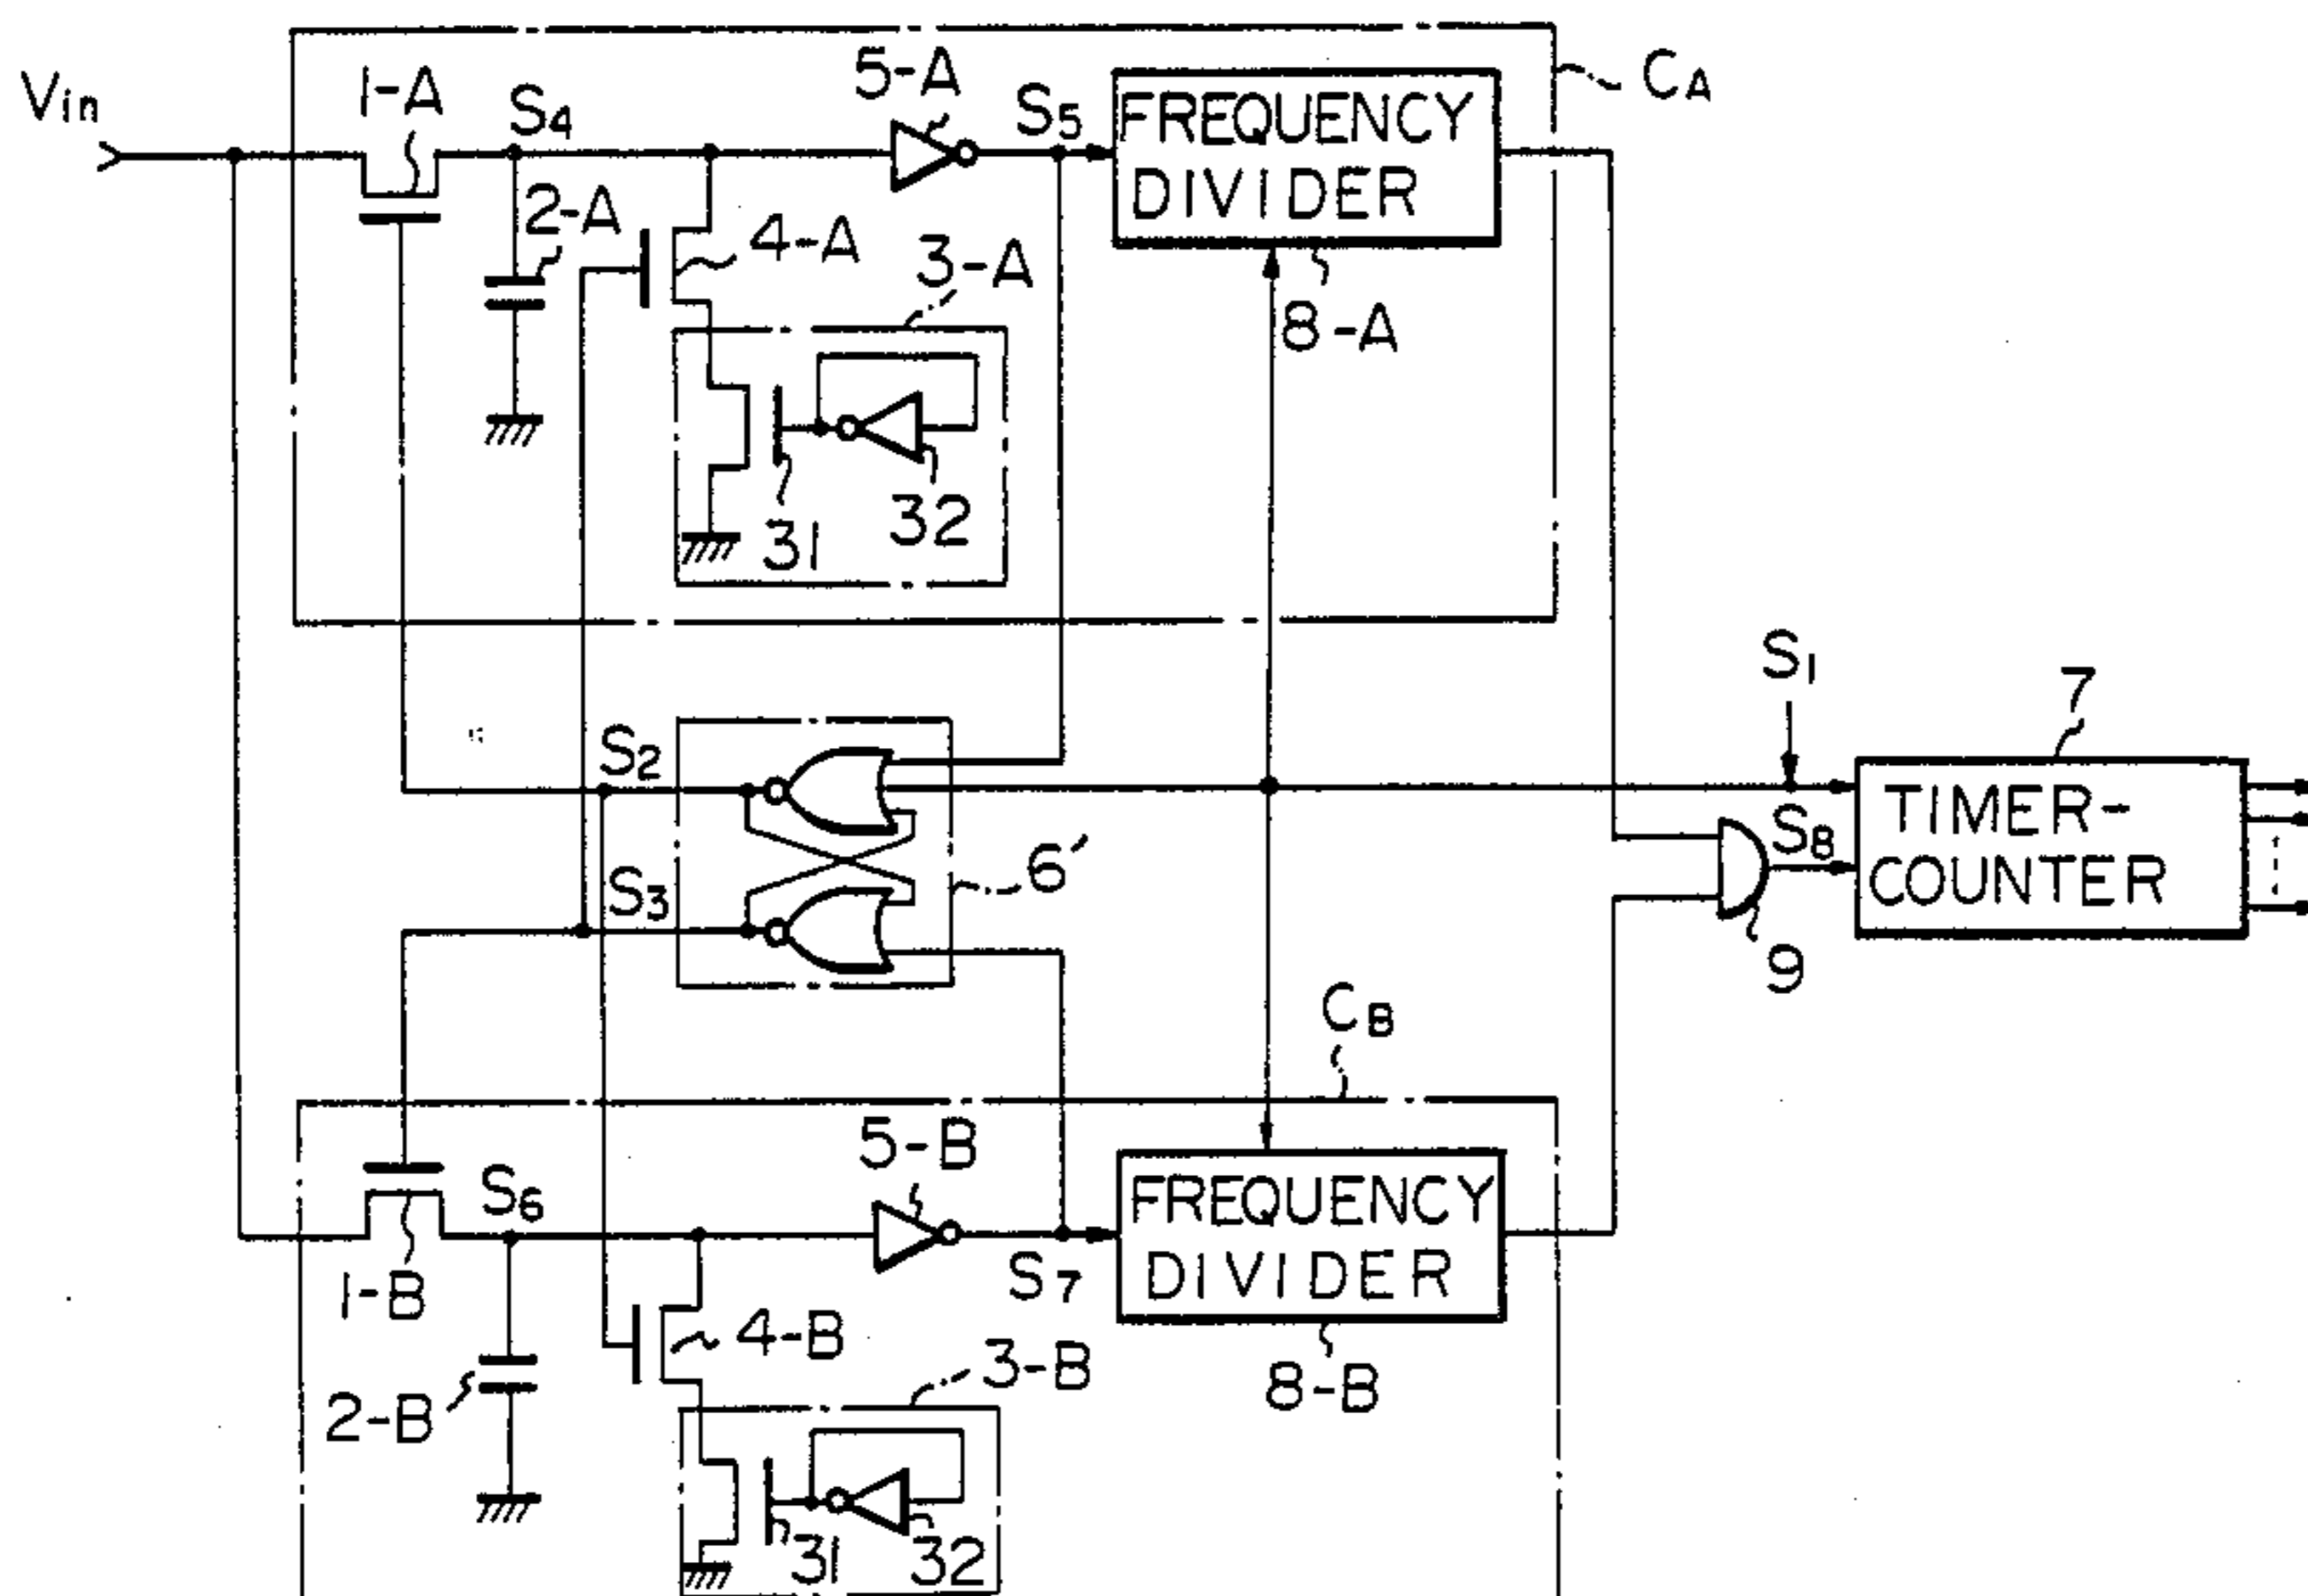 Vin
1-A
S4
5-A
S5
FREQUENCY
DIVIDER
CA
2-A
4-A
3-A
8-A
31
32
S2
S3
6'
S1
7
TIMER-
COUNTER
S8
9
CB
5-B
S6
1-B
S7
FREQUENCY
DIVIDER
4-B
3-B
8-B
2-B
31
32